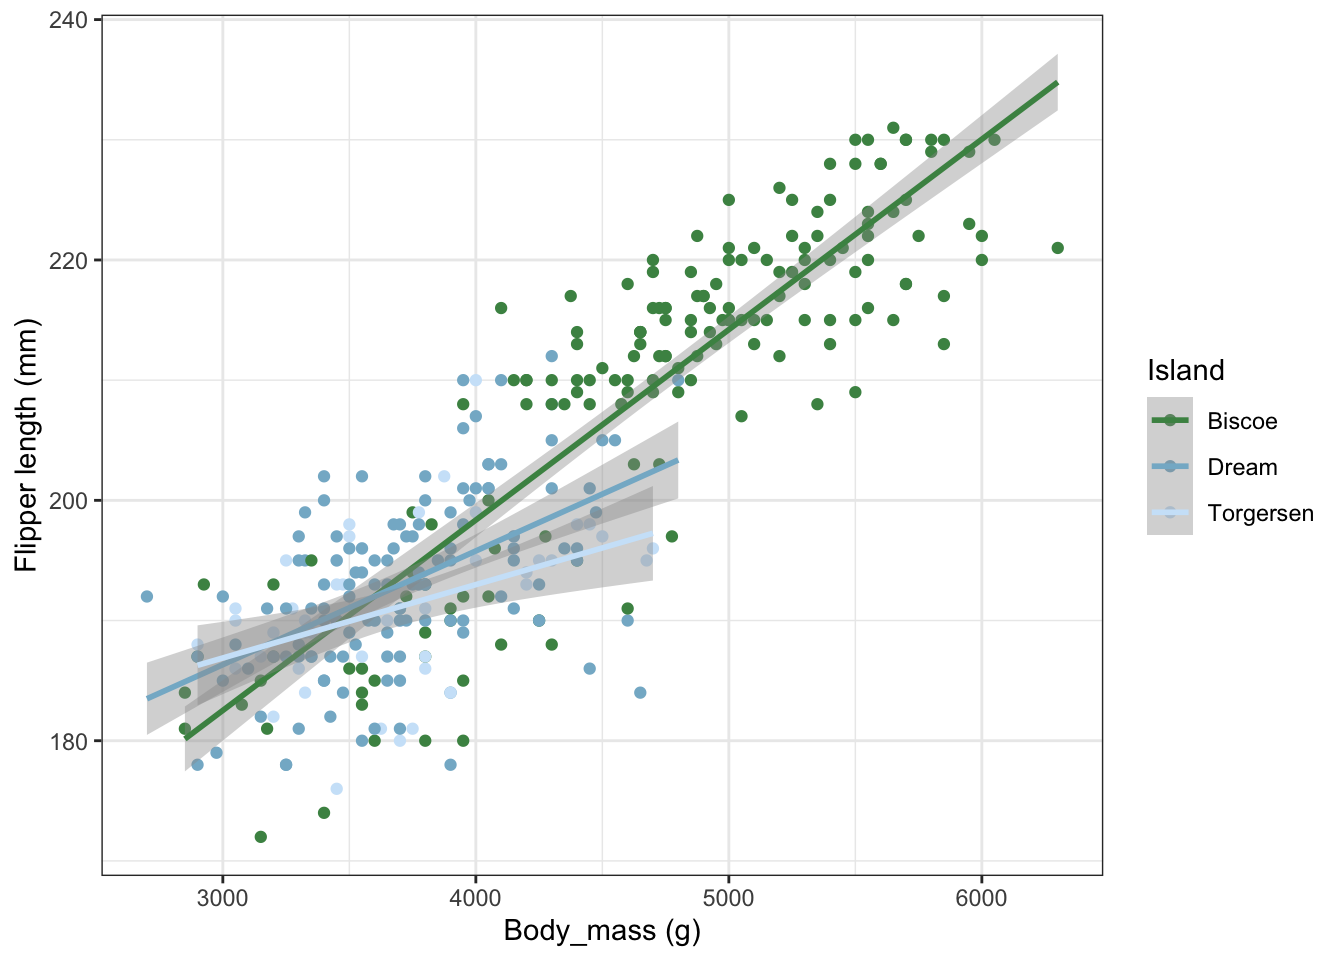 240
220
200
180
Flipper length (mm)
3000
4000
5000
6000
Body_mass (g)
Island
Biscoe
Dream
Torgersen